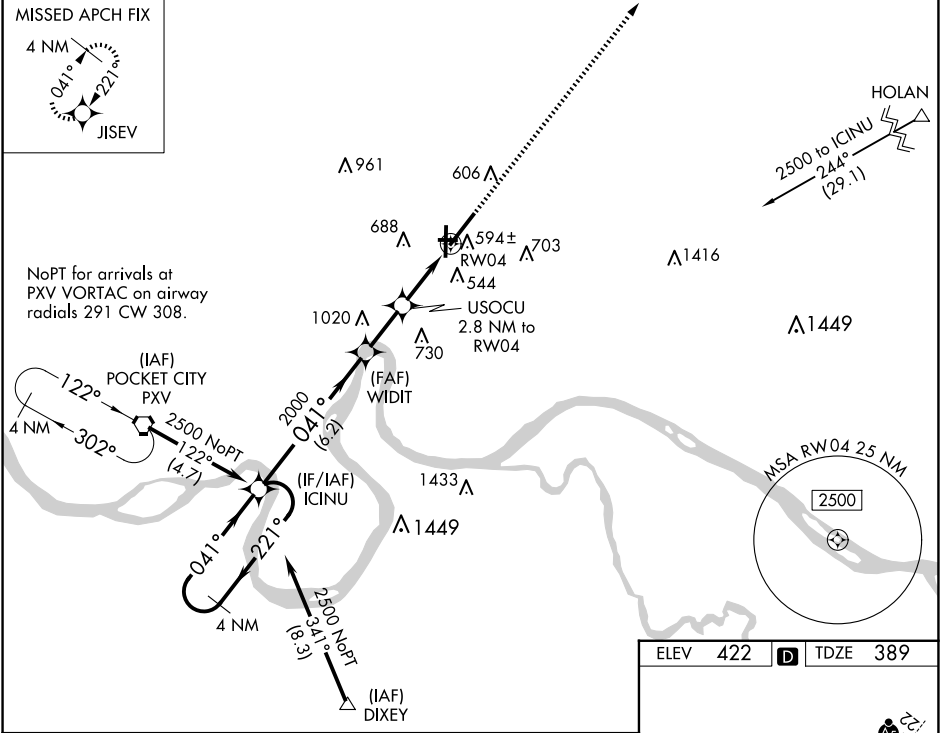 MISSED APCH FIX
4 NM
041°
221°
JISEV
HOLAN
2500 to ICINU
244°
(29.1)
961
606
688
594±
RW04
703
544
1416
NoPT for arrivals at
PXV VORTAC on airway
radials 291 CW 308.
USOCU
2.8 NM to
RW04
1020
730
1449
(IAF)
POCKET CITY
PXV
(FAF)
WIDIT
122°
302°
4 NM
2500 NoPT
122°
(4.7)
2000
041°
(6.2)
(IF/IAF)
ICINU
1433
1449
MSA RW04 25 NM
2500
041°
221°
4 NM
2500 NoPT
341°
(8.3)
(IAF)
DIXEY
ELEV 422 D TDZE 389